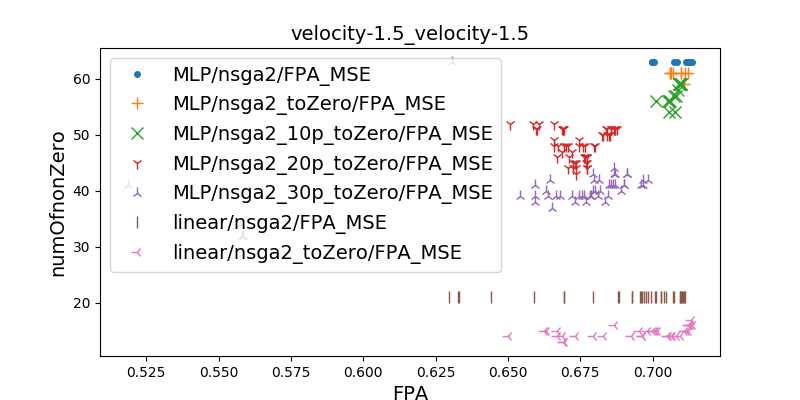 velocity-1.5_velocity-1.5
numOfnonZero
60
50
40
30
20
MLP/nsga2/FPA_MSE
MLP/nsga2_toZero/FPA_MSE
MLP/nsga2_10p_toZero/FPA_MSE
MLP/nsga2_20p_toZero/FPA_MSE
MLP/nsga2_30p_toZero/FPA_MSE
linear/nsga2/FPA_MSE
linear/nsga2_toZero/FPA_MSE
0.525 0.550 0.575 0.600 0.625 0.650 0.675 0.700
FPA